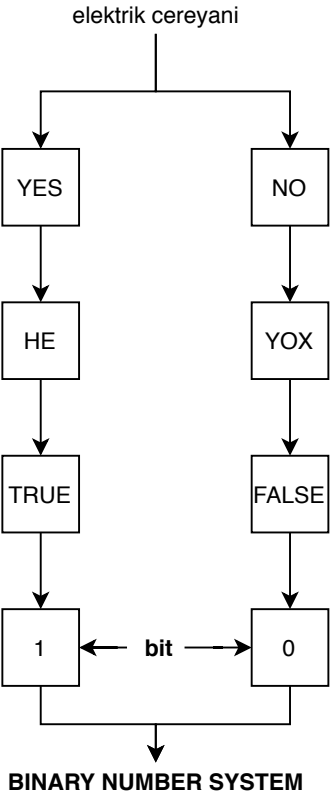 elektrik cereyani
YES
NO
HE
YOX
TRUE
FALSE
1
bit
0
BINARY NUMBER SYSTEM